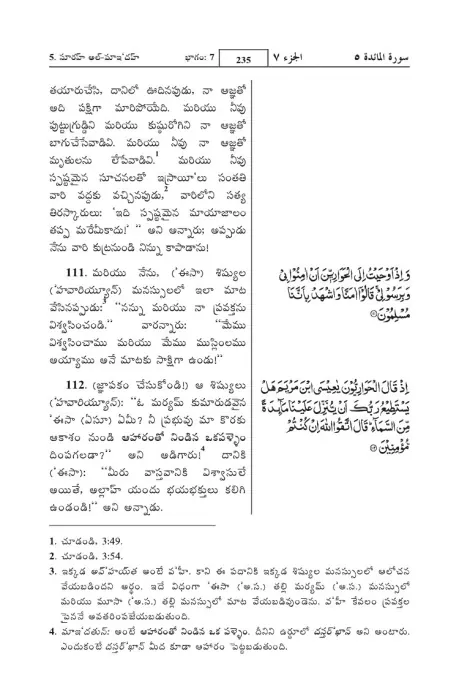 5. సూరహ్ అల్-మాఇ'దహ్ భాగం: 7 235 الجزء ٧ سورة المائدة ٥
తయారుచేసి, దానిలో ఊదినపుడు, నా ఆజ్ఞతో
అది పక్షిగా మారిపోయేది. మరియు నీవు
పుట్టుగ్రుడ్డిని మరియు కుష్ఠురోగిని నా ఆజ్ఞతో
బాగుచేసేవాడివి. మరియు నీవు నా ఆజ్ఞతో
మృతులను లేపేవాడివి.1 మరియు నీవు
స్పష్టమైన సూచనలతో ఇస్రాయీ'లు సంతతి
వారి వద్దకు వచ్చినపుడు,2 వారిలోని సత్య
తిరస్కారులు: 'ఇది స్పష్టమైన మాయాజాలం
తప్ప మరేమీకాదు!' '' అని అన్నారు; అప్పుడు
నేను వారి కుట్రనుండి నిన్ను కాపాడాను!
111. మరియు నేను, ('ఈసా) శిష్యుల
('హవారియ్యూన్) మనస్సులలో ఇలా మాట
వేసినప్పుడు:3 ''నన్ను మరియు నా ప్రవక్తను
విశ్వసించండి.'' వారన్నారు: ''మేము
విశ్వసించాము మరియు మేము ముస్లింలము
అయ్యాము అనే మాటకు సాక్షిగా ఉండు!''
وَإِذْ أَوْحَيْتُ إِلَى الْحَوَارِيِّنَ أَنْ آمِنُوا بِي
وَبِرَسُولِي قَالُوا آمَنَّا وَاشْهَدْ بِأَنَّنَا
مُسْلِمُونَ ﴿١١١﴾
112. (జ్ఞాపకం చేసుకోండి!) ఆ శిష్యులు
('హవారియ్యూన్): ''ఓ మర్యమ్ కుమారుడవైన
'ఈసా (ఏసూ) ఏమీ? నీ ప్రభువు మా కొరకు
ఆకాశం నుండి ఆహారంతో నిండిన ఒకపళ్ళెం
దింపగలడా?'' అని అడిగారు!4 దానికి
('ఈసా): ''మీరు వాస్తవానికి విశ్వాసులే
అయితే, అల్లాహ్ యందు భయభక్తులు కలిగి
ఉండండి!'' అని అన్నాడు.
إِذْ قَالَ الْحَوَارِيُّونَ يٰعِيسَى ابْنَ مَرْيَمَ هَلْ
يَسْتَطِيعُ رَبُّكَ أَنْ يُنَزِّلَ عَلَيْنَا مَائِدَةً
مِنَ السَّمَاءِ قَالَ اتَّقُوا اللّٰهَ إِنْ كُنْتُمْ
مُؤْمِنِينَ ﴿١١٢﴾
1. చూడండి, 3:49.
2. చూడండి, 3:54.
3. ఇక్కడ అవ్'హయ్‌త అంటే వ'హీ. కాని ఈ పదానికి ఇక్కడ శిష్యుల మనస్సులలో ఆలోచన
వేయబడిందని అర్థం. ఇదే విధంగా 'ఈసా ('అ.స.) తల్లి మర్యమ్ ('అ.స.) మనస్సులో
మరియు మూసా ('అ.స.) తల్లి మనస్సులో మాట వేయబడివుండెను. వ'హీ కేవలం ప్రవక్తల
పైననే అవతరింపజేయబడుతుంది.
4. మాఇ'దతున్: అంటే ఆహారంతో నిండిన ఒక పళ్ళెం. దీనిని ఉర్దూలో దస్తర్'ఖాన్ అని అంటారు.
ఎందుకంటే దస్తర్'ఖాన్ మీద కూడా ఆహారం పెట్టబడుతుంది.